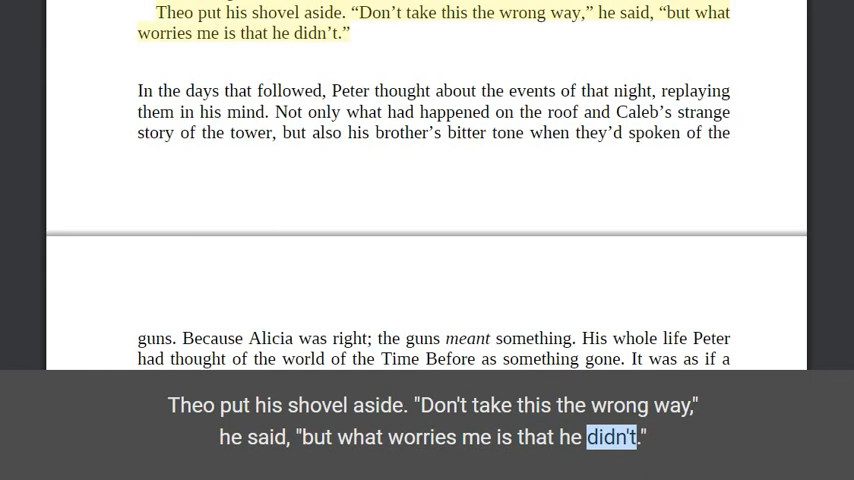 Theo put his shovel aside. “Don’t take this the wrong way,” he said, “but what
worries me is that he didn’t.”
In the days that followed, Peter thought about the events of that night, replaying
them in his mind. Not only what had happened on the roof and Caleb’s strange
story of the tower, but also his brother’s bitter tone when they’d spoken of the
guns. Because Alicia was right; the guns meant something. His whole life Peter
had thought of the world of the Time Before as something gone. It was as if a
Theo put his shovel aside. "Don't take this the wrong way,"
he said, "but what worries me is that he didn't."